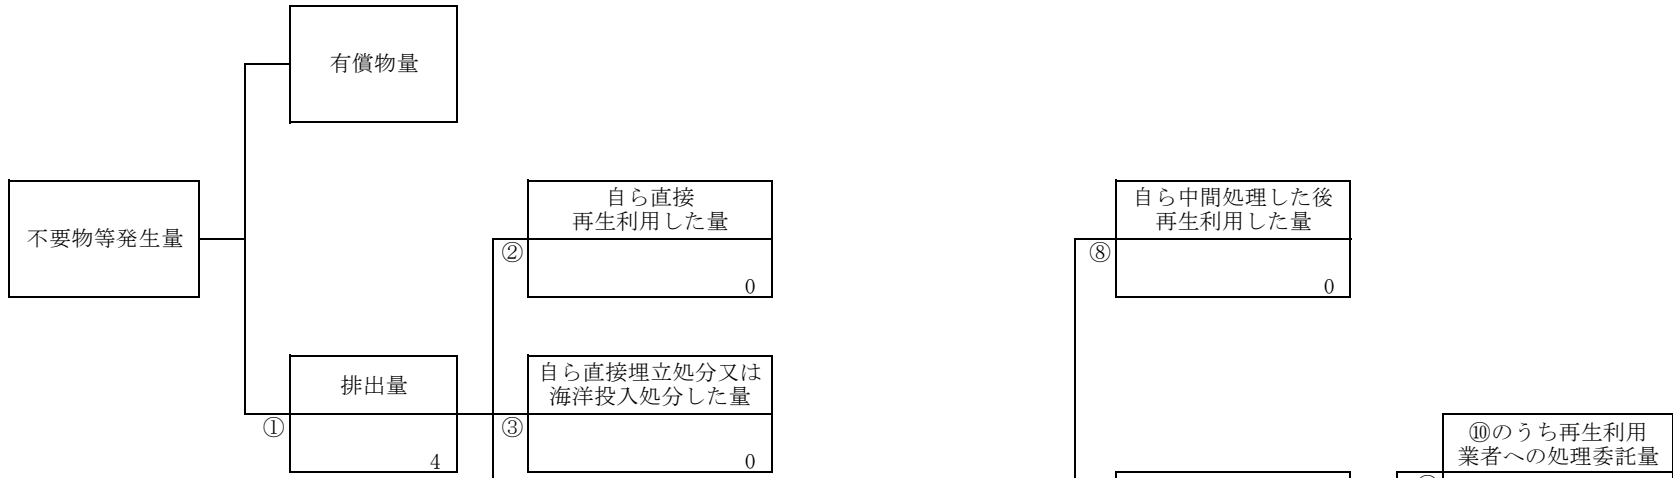 有償物量
不要物等発生量
自ら直接
再生利用した量
②
0
自ら中間処理した後
再生利用した量
⑧
0
排出量
①
4
自ら直接埋立処分又は
海洋投入処分した量
③
0
⑩のうち再生利用
業者への処理委託量